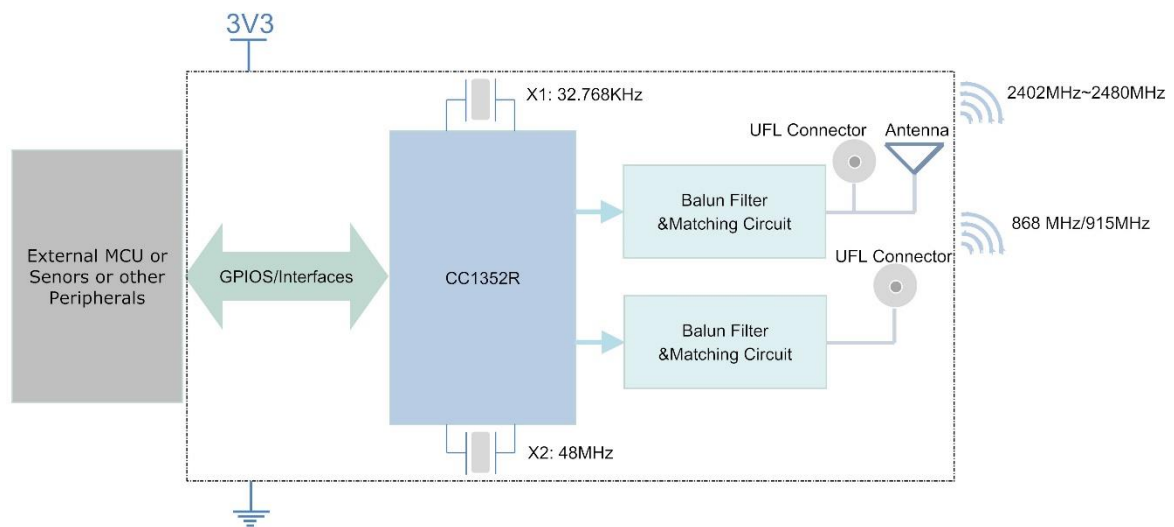 3V3
X1: 32.768KHz
2402MHz~2480MHz
UFL Connector
Antenna
Balun Filter
&Matching Circuit
868 MHz/915MHz
External MCU or
Senors or other
Peripherals
GPIOS/Interfaces
CC1352R
UFL Connector
Balun Filter
&Matching Circuit
X2: 48MHz